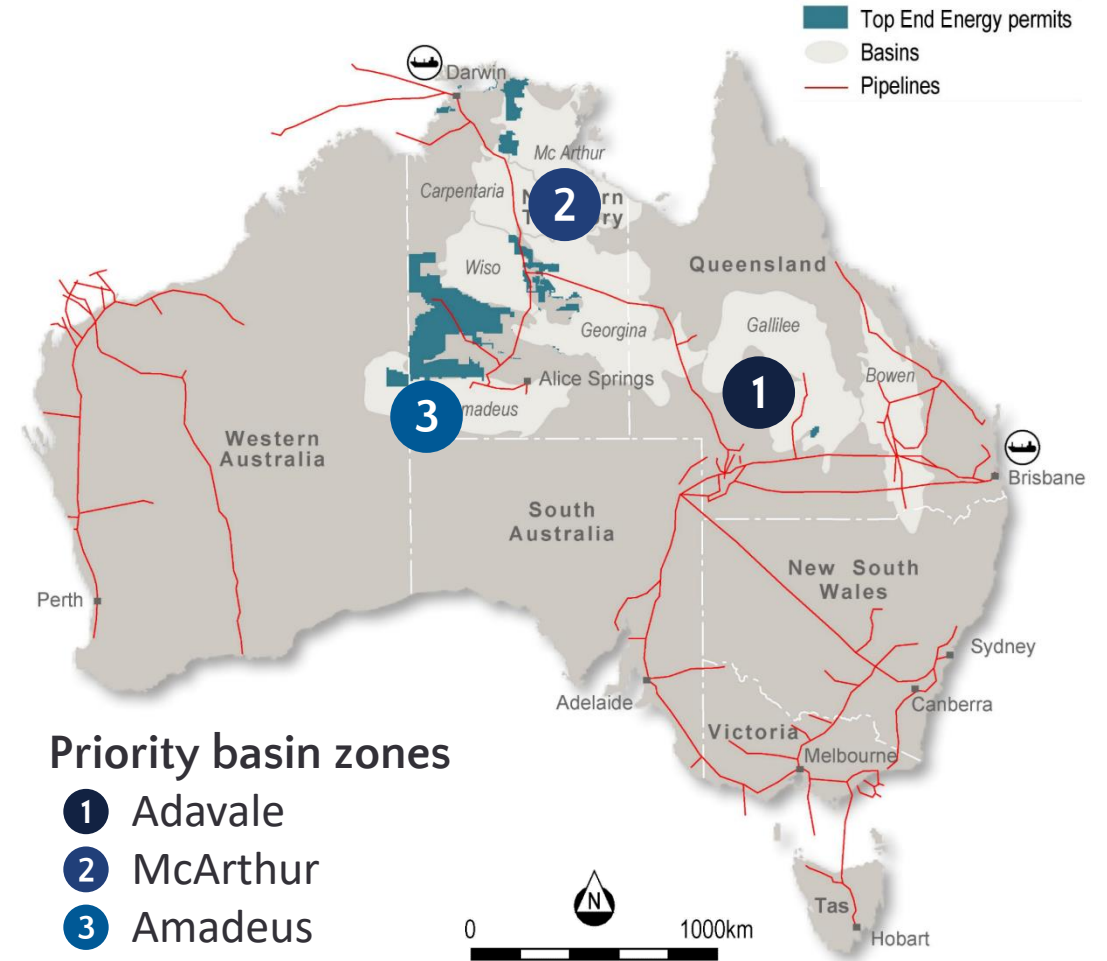 Top End Energy permits
Basins
Pipelines
Darwin
Mc Arthur
Carpentaria
2
Wiso
Queensland
Georgina
Gallilee
Alice Springs
1
Bowen
3
Western
Australia
Brisbane
South
Australia
New South
Wales
Perth
Sydney
Adelaide
Canberra
Victoria
Melbourne
Priority basin zones
1 Adavale
2 McArthur
3 Amadeus
N
0 1000km
Tas
Hobart